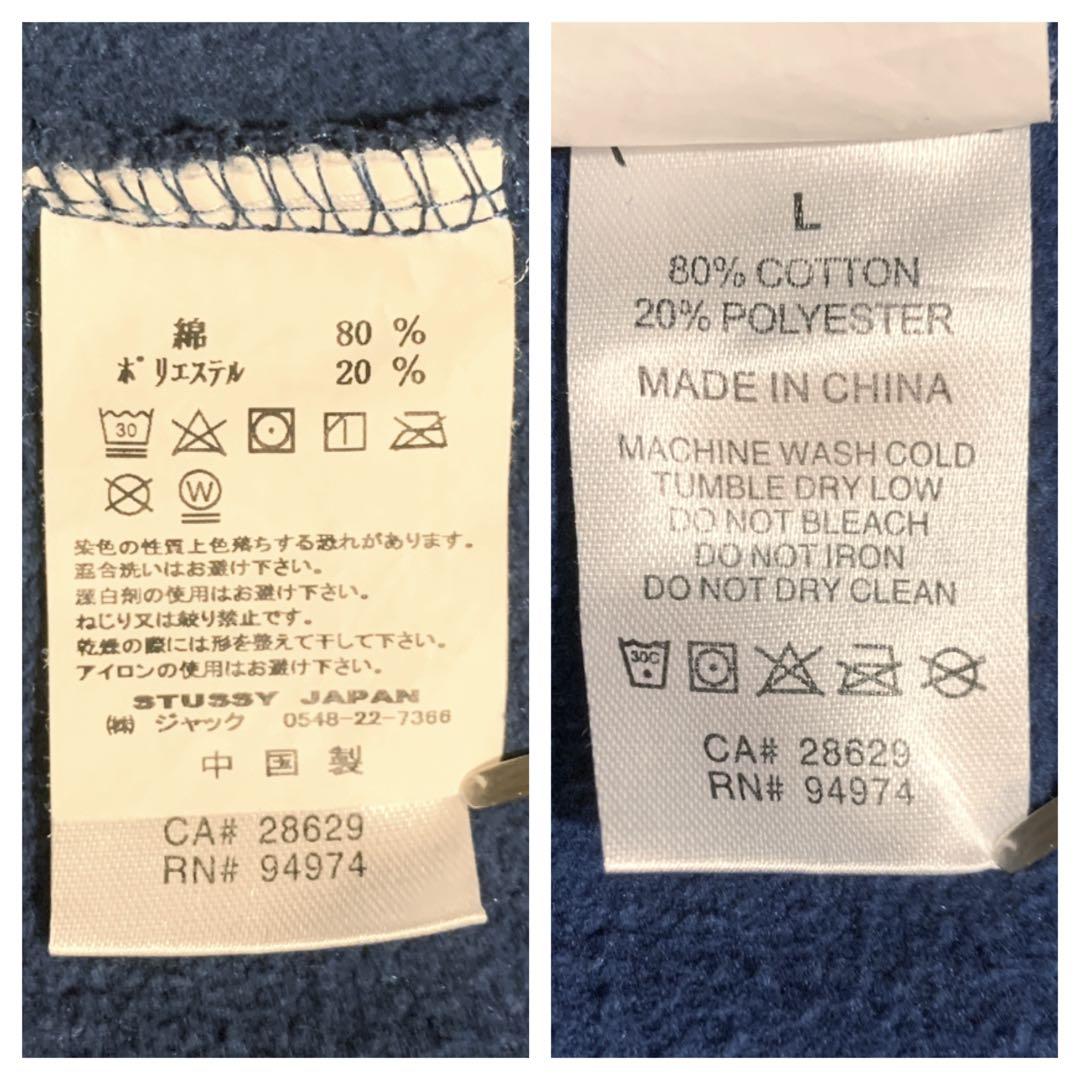 綿 80 %
ポリエステル 20 %
30
W
染色の性質上色落ちする恐れがあります。
混合洗いはお避け下さい。
漂白剤の使用はお避け下さい。
ねじり又は絞り禁止です。
乾燥の際には形を整えて干して下さい。
アイロンの使用はお避け下さい。
STUSSY JAPAN
㈱ ジャック 0548-22-7366
中国製
CA# 28629
RN# 94974
L
80% COTTON
20% POLYESTER
MADE IN CHINA
MACHINE WASH COLD
TUMBLE DRY LOW
DO NOT BLEACH
DO NOT IRON
DO NOT DRY CLEAN
30C
CA# 28629
RN# 94974